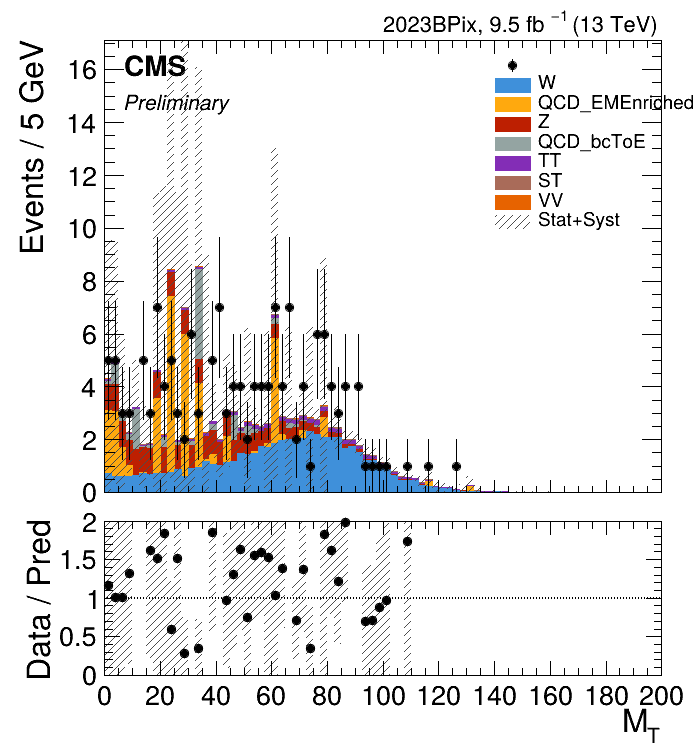 2023BPix, 9.5 fb⁻¹ (13 TeV)
CMS
Preliminary
W
QCD_EMEnriched
Z
QCD_bcToE
TT
ST
VV
Stat+Syst
Events / 5 GeV
16
14
12
10
8
6
4
2
0
Data / Pred
2
1.5
1
0.5
0
0 20 40 60 80 100 120 140 160 180 200
M_T